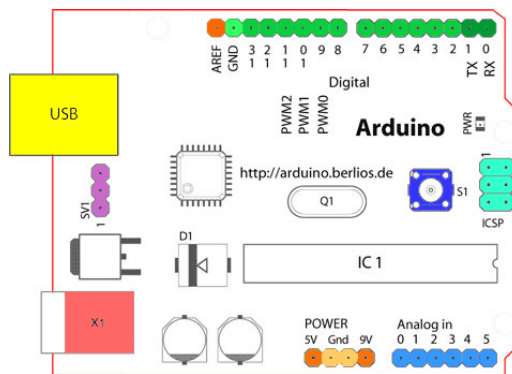 AREF
GND
13
12
11
10
9
8
7
6
5
4
3
2
1
0
TX
RX
Digital
USB
PWM2
PWM1
PWM0
Arduino
PWR
http://arduino.berlios.de
1
Q1
S1
ICSP
SV1
1
D1
IC 1
X1
POWER
5V Gnd 9V
Analog in
0 1 2 3 4 5